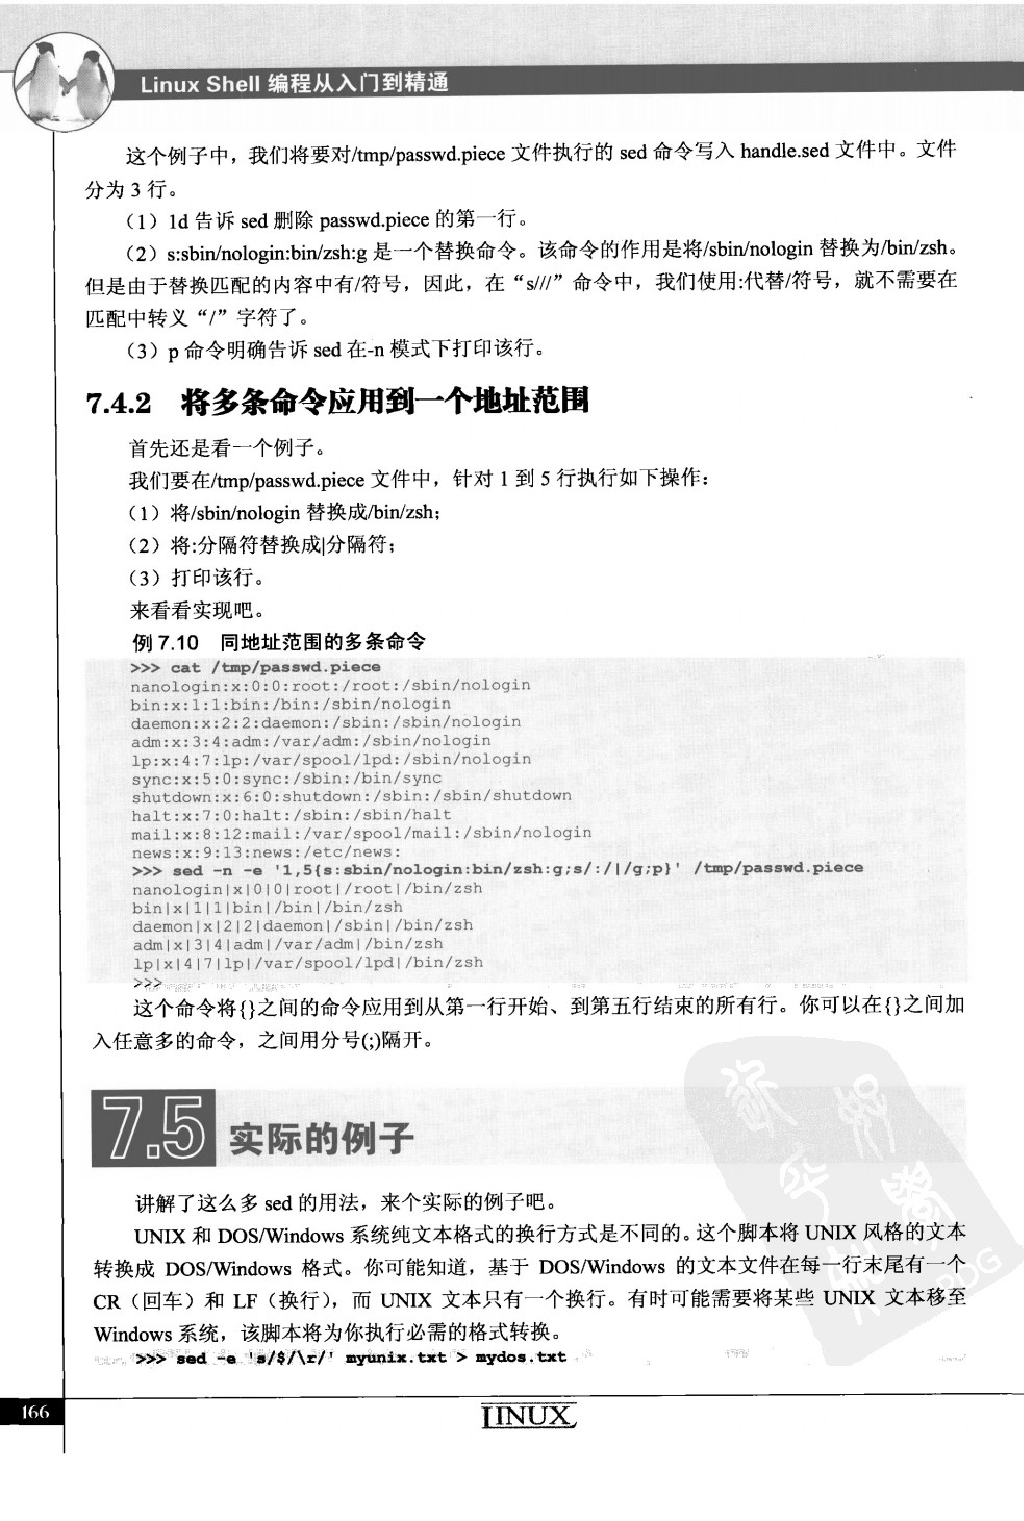 Linux Shell 编程从入门到精通
这个例子中，我们将要对/tmp/passwd.piece 文件执行的 sed 命令写入 handle.sed 文件中。文件
分为 3 行。
（1）1d 告诉 sed 删除 passwd.piece 的第一行。
（2）s:sbin/nologin:bin/zsh:g 是一个替换命令。该命令的作用是将/sbin/nologin 替换为/bin/zsh。
但是由于替换匹配的内容中有/符号，因此，在“s///”命令中，我们使用:代替/符号，就不需要在
匹配中转义“/”字符了。
（3）p 命令明确告诉 sed 在-n 模式下打印该行。
7.4.2 将多条命令应用到一个地址范围
首先还是看一个例子。
我们要在/tmp/passwd.piece 文件中，针对 1 到 5 行执行如下操作：
（1）将/sbin/nologin 替换成/bin/zsh；
（2）将:分隔符替换成|分隔符；
（3）打印该行。
来看看实现吧。
例 7.10 同地址范围的多条命令
>>> cat /tmp/passwd.piece
nanologin:x:0:0:root:/root:/sbin/nologin
bin:x:1:1:bin:/bin:/sbin/nologin
daemon:x:2:2:daemon:/sbin:/sbin/nologin
adm:x:3:4:adm:/var/adm:/sbin/nologin
lp:x:4:7:lp:/var/spool/lpd:/sbin/nologin
sync:x:5:0:sync:/sbin:/bin/sync
shutdown:x:6:0:shutdown:/sbin:/sbin/shutdown
halt:x:7:0:halt:/sbin:/sbin/halt
mail:x:8:12:mail:/var/spool/mail:/sbin/nologin
news:x:9:13:news:/etc/news:
>>> sed -n -e '1,5{s:sbin/nologin:bin/zsh:g;s/:/|/g;p}' /tmp/passwd.piece
nanologin|x|0|0|root|/root|/bin/zsh
bin|x|1|1|bin|/bin|/bin/zsh
daemon|x|2|2|daemon|/sbin|/bin/zsh
adm|x|3|4|adm|/var/adm|/bin/zsh
lp|x|4|7|lp|/var/spool/lpd|/bin/zsh
>>>
这个命令将{}之间的命令应用到从第一行开始、到第五行结束的所有行。你可以在{}之间加
入任意多的命令，之间用分号(;)隔开。
7.5 实际的例子
讲解了这么多 sed 的用法，来个实际的例子吧。
UNIX 和 DOS/Windows 系统纯文本格式的换行方式是不同的。这个脚本将 UNIX 风格的文本
转换成 DOS/Windows 格式。你可能知道，基于 DOS/Windows 的文本文件在每一行末尾有一个
CR（回车）和 LF（换行），而 UNIX 文本只有一个换行。有时可能需要将某些 UNIX 文本移至
Windows 系统，该脚本将为你执行必需的格式转换。
>>> sed -e 's/$/\r/' myunix.txt > mydos.txt
166
LINUX